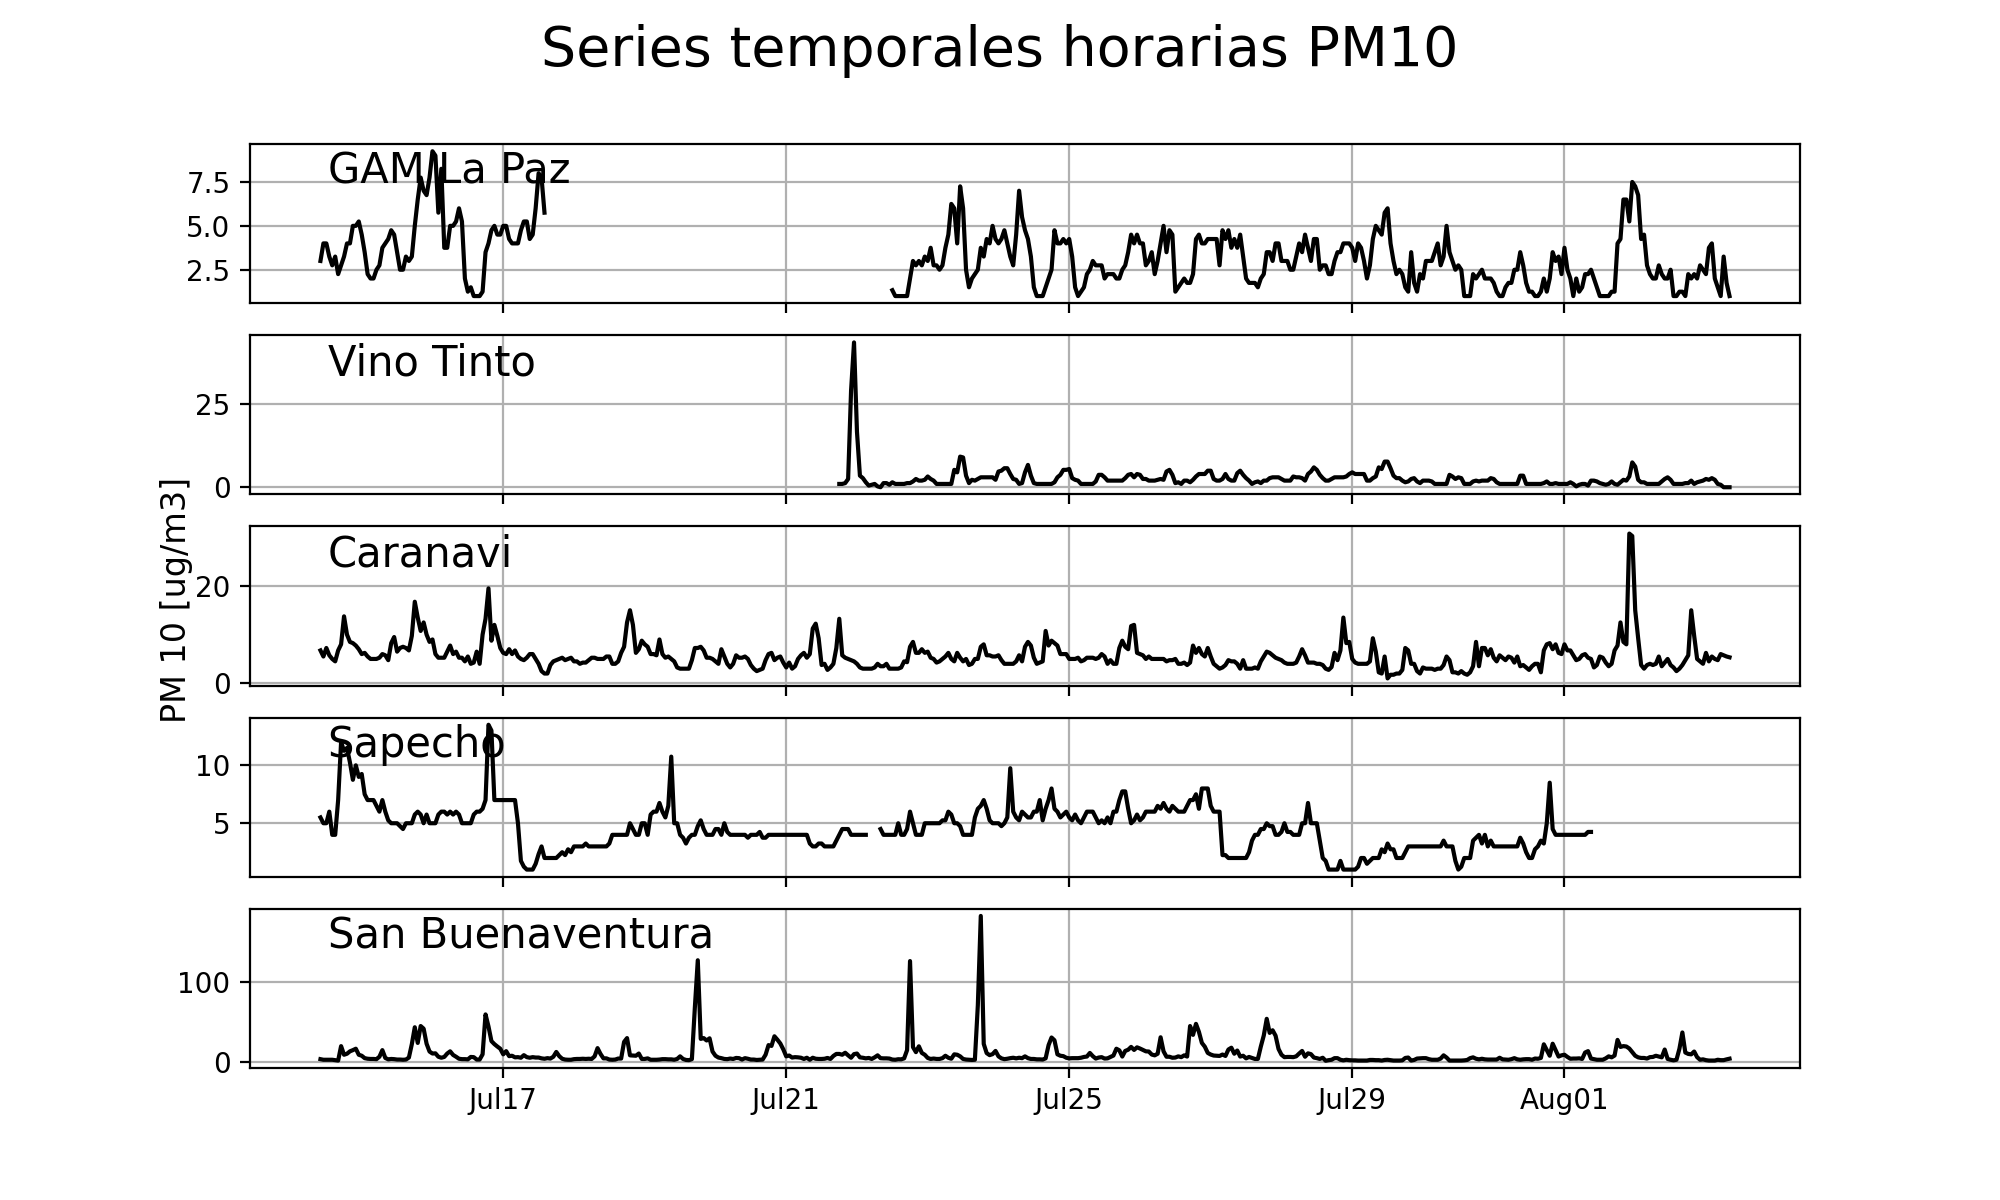 Series temporales horarias PM10
PM 10 [ug/m3]
GAM La Paz
7.5
5.0
2.5
Vino Tinto
25
0
Caranavi
20
0
Sapecho
10
5
San Buenaventura
100
0
Jul17 Jul21 Jul25 Jul29 Aug01